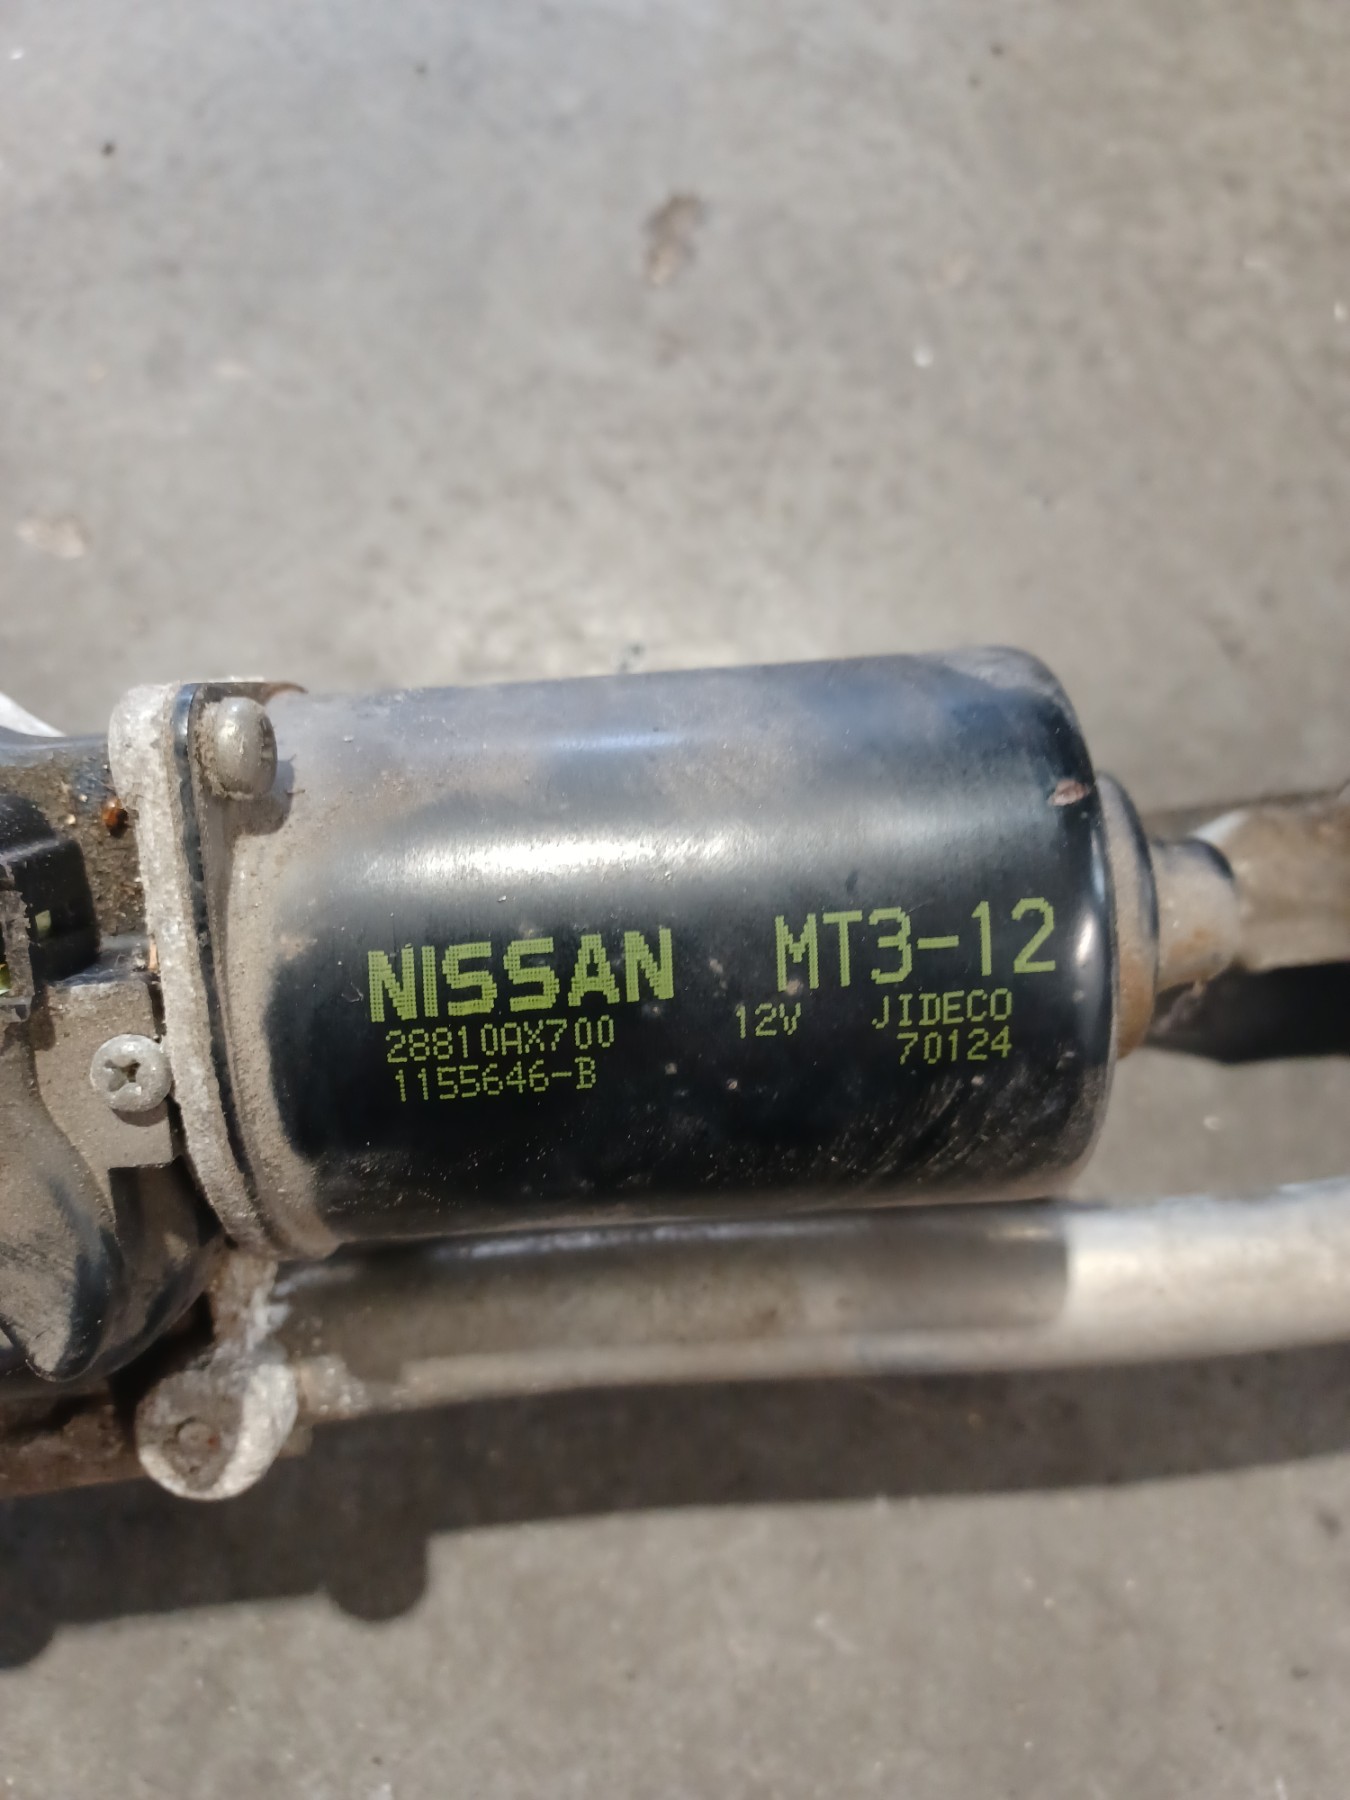 NISSAN MT3-12
28810AX700 12V JIDECO
1155646-B 70124